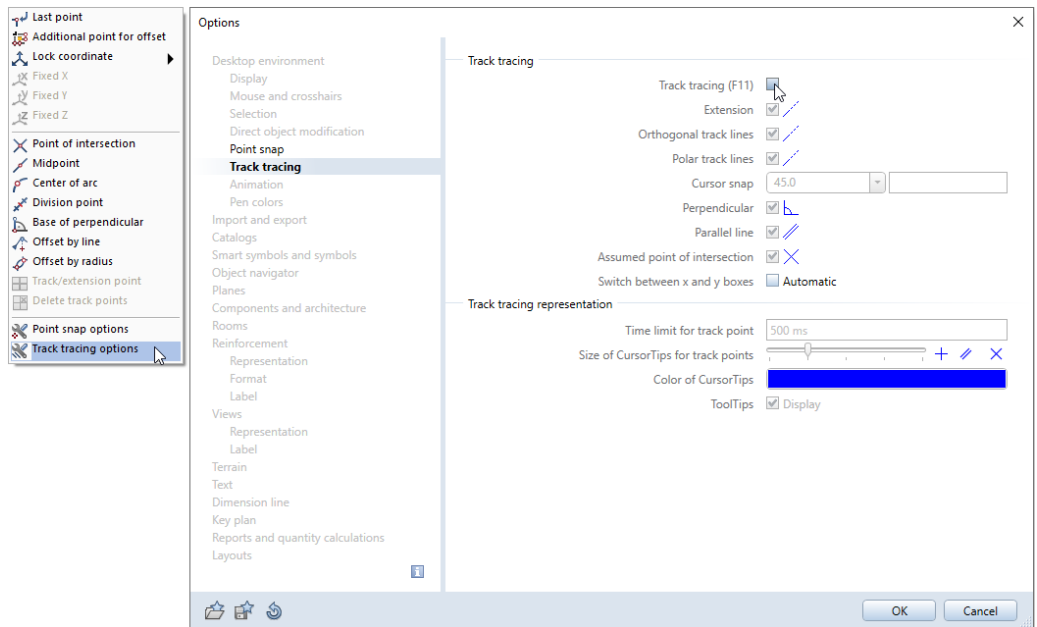 Last point
Additional point for offset
Lock coordinate
Fixed X
Fixed Y
Fixed Z
Point of intersection
Midpoint
Center of arc
Division point
Base of perpendicular
Offset by line
Offset by radius
Track/extension point
Delete track points
Point snap options
Track tracing options
Options
Desktop environment
Display
Mouse and crosshairs
Selection
Direct object modification
Point snap
Track tracing
Animation
Pen colors
Import and export
Catalogs
Smart symbols and symbols
Object navigator
Planes
Components and architecture
Rooms
Reinforcement
Representation
Format
Label
Views
Representation
Label
Terrain
Text
Dimension line
Key plan
Reports and quantity calculations
Layouts
Track tracing
Track tracing (F11)
Extension
Orthogonal track lines
Polar track lines
Cursor snap 45.0
Perpendicular
Parallel line
Assumed point of intersection
Switch between x and y boxes Automatic
Track tracing representation
Time limit for track point 500 ms
Size of CursorTips for track points
Color of CursorTips
ToolTips Display
OK Cancel